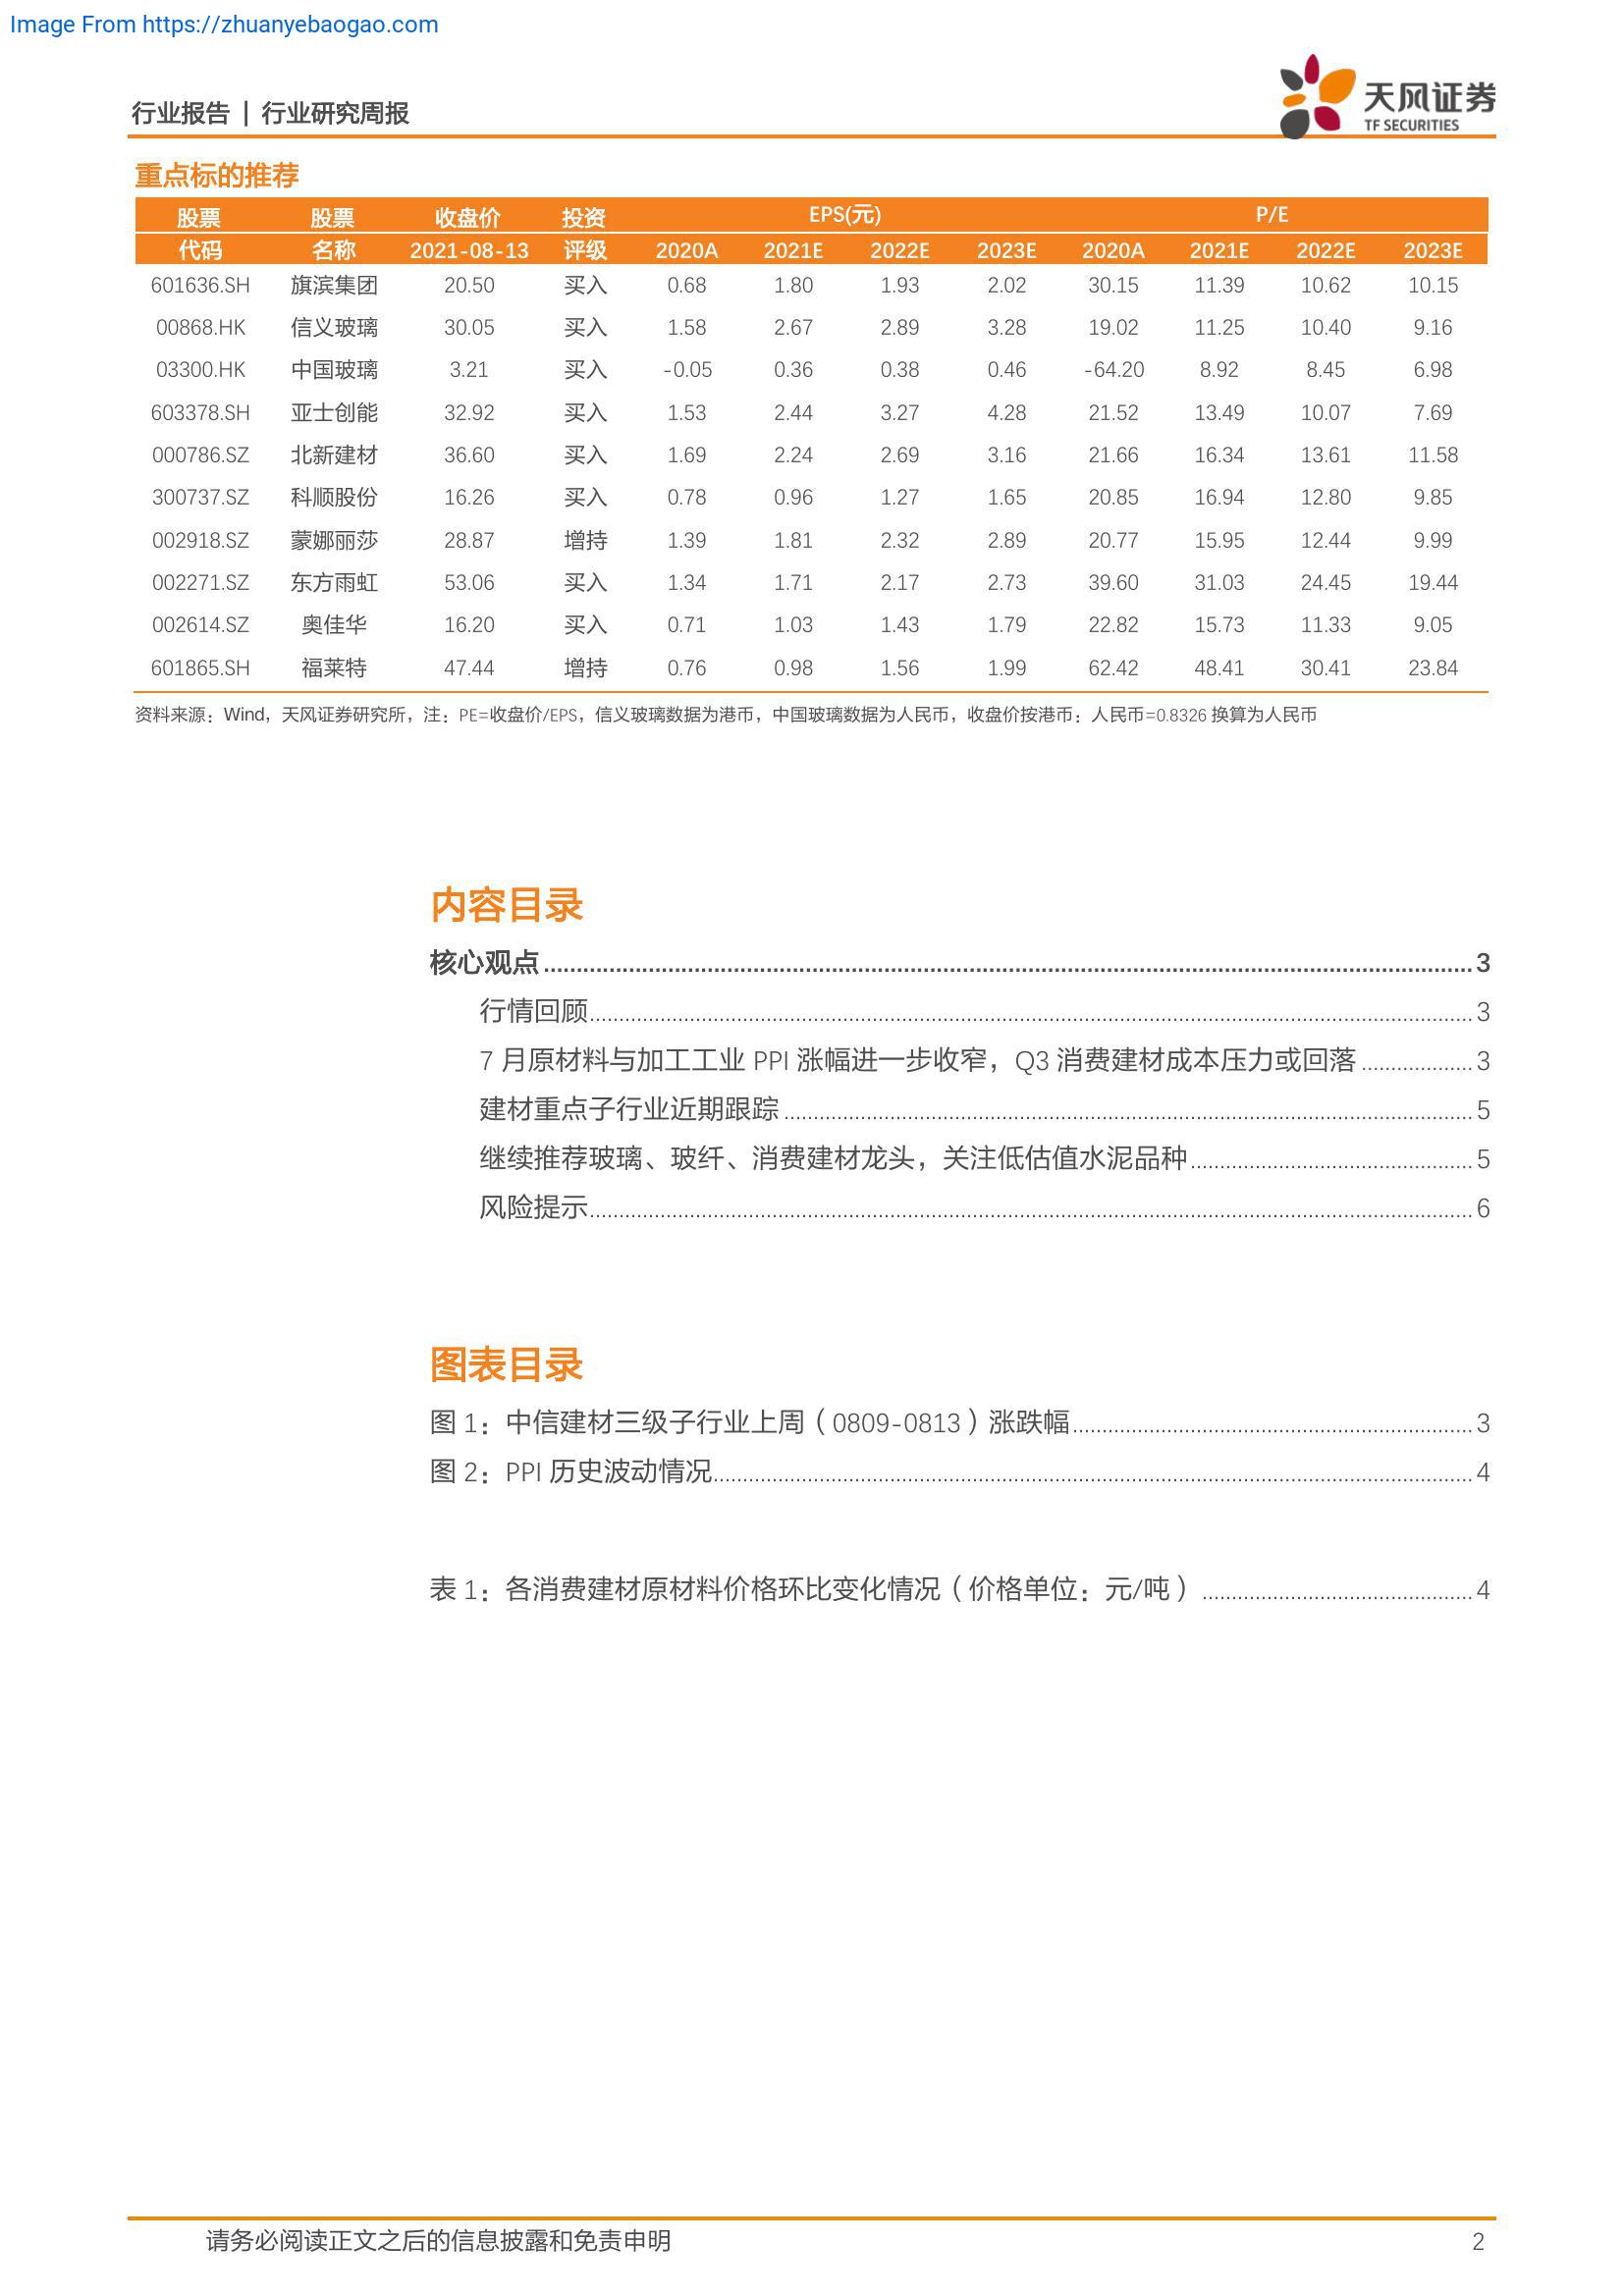 Image From https://zhuanyebaogao.com
行业报告 | 行业研究周报
天风证券
TF SECURITIES
重点标的推荐
股票 股票 收盘价 投资 EPS(元) P/E
代码 名称 2021-08-13 评级 2020A 2021E 2022E 2023E 2020A 2021E 2022E 2023E
601636.SH 旗滨集团 20.50 买入 0.68 1.80 1.93 2.02 30.15 11.39 10.62 10.15
00868.HK 信义玻璃 30.05 买入 1.58 2.67 2.89 3.28 19.02 11.25 10.40 9.16
03300.HK 中国玻璃 3.21 买入 -0.05 0.36 0.38 0.46 -64.20 8.92 8.45 6.98
603378.SH 亚士创能 32.92 买入 1.53 2.44 3.27 4.28 21.52 13.49 10.07 7.69
000786.SZ 北新建材 36.60 买入 1.69 2.24 2.69 3.16 21.66 16.34 13.61 11.58
300737.SZ 科顺股份 16.26 买入 0.78 0.96 1.27 1.65 20.85 16.94 12.80 9.85
002918.SZ 蒙娜丽莎 28.87 增持 1.39 1.81 2.32 2.89 20.77 15.95 12.44 9.99
002271.SZ 东方雨虹 53.06 买入 1.34 1.71 2.17 2.73 39.60 31.03 24.45 19.44
002614.SZ 奥佳华 16.20 买入 0.71 1.03 1.43 1.79 22.82 15.73 11.33 9.05
601865.SH 福莱特 47.44 增持 0.76 0.98 1.56 1.99 62.42 48.41 30.41 23.84
资料来源：Wind，天风证券研究所，注：PE=收盘价/EPS，信义玻璃数据为港币，中国玻璃数据为人民币，收盘价按港币：人民币=0.8326 换算为人民币
内容目录
核心观点 3
行情回顾 3
7 月原材料与加工工业 PPI 涨幅进一步收窄，Q3 消费建材成本压力或回落 3
建材重点子行业近期跟踪 5
继续推荐玻璃、玻纤、消费建材龙头，关注低估值水泥品种 5
风险提示 6
图表目录
图 1：中信建材三级子行业上周（0809-0813）涨跌幅 3
图 2：PPI 历史波动情况 4
表 1：各消费建材原材料价格环比变化情况（价格单位：元/吨） 4
请务必阅读正文之后的信息披露和免责申明 2